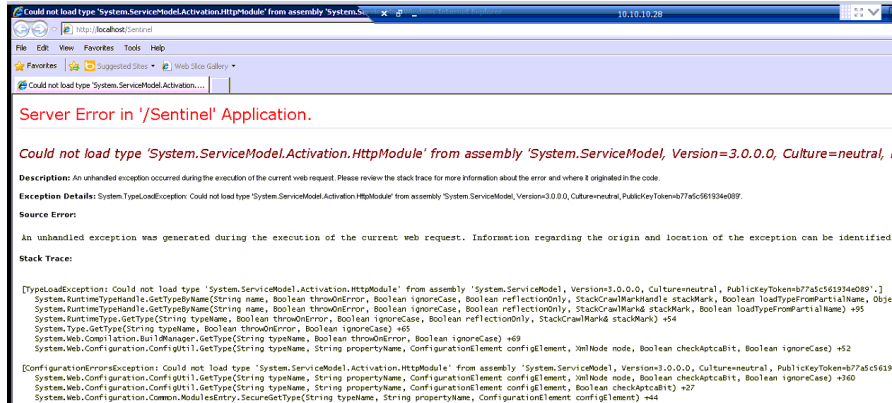 Could not load type 'System.ServiceModel.Activation.HttpModule' from assembly 'System.Se
10.10.10.28
http://localhost/Sentinel
File Edit View Favorites Tools Help
Favorites Suggested Sites Web Slice Gallery
Could not load type 'System.ServiceModel.Activation....
Server Error in '/Sentinel' Application.
Could not load type 'System.ServiceModel.Activation.HttpModule' from assembly 'System.ServiceModel, Version=3.0.0.0, Culture=neutral,
Description: An unhandled exception occurred during the execution of the current web request. Please review the stack trace for more information about the error and where it originated in the code.
Exception Details: System.TypeLoadException: Could not load type 'System.ServiceModel.Activation.HttpModule' from assembly 'System.ServiceModel, Version=3.0.0.0, Culture=neutral, PublicKeyToken=b77a5c561934e089'.
Source Error:
An unhandled exception was generated during the execution of the current web request. Information regarding the origin and location of the exception can be identified
Stack Trace:
[TypeLoadException: Could not load type 'System.ServiceModel.Activation.HttpModule' from assembly 'System.ServiceModel, Version=3.0.0.0, Culture=neutral, PublicKeyToken=b77a5c561934e089'.]
System.RuntimeTypeHandle.GetTypeByName(String name, Boolean throwOnError, Boolean ignoreCase, Boolean reflectionOnly, StackCrawlMarkHandle stackMark, Boolean loadTypeFromPartialName, Obje
System.RuntimeTypeHandle.GetTypeByName(String name, Boolean throwOnError, Boolean ignoreCase, Boolean reflectionOnly, StackCrawlMark& stackMark, Boolean loadTypeFromPartialName) +95
System.RuntimeType.GetType(String typeName, Boolean throwOnError, Boolean ignoreCase, Boolean reflectionOnly, StackCrawlMark& stackMark) +54
System.Type.GetType(String typeName, Boolean throwOnError, Boolean ignoreCase) +65
System.Web.Compilation.BuildManager.GetType(String typeName, Boolean throwOnError, Boolean ignoreCase) +69
System.Web.Configuration.ConfigUtil.GetType(String typeName, String propertyName, ConfigurationElement configElement, XmlNode node, Boolean checkAptcaBit, Boolean ignoreCase) +52
[ConfigurationErrorsException: Could not load type 'System.ServiceModel.Activation.HttpModule' from assembly 'System.ServiceModel, Version=3.0.0.0, Culture=neutral, PublicKeyToken=b77a5c5619
System.Web.Configuration.ConfigUtil.GetType(String typeName, String propertyName, ConfigurationElement configElement, XmlNode node, Boolean checkAptcaBit, Boolean ignoreCase) +360
System.Web.Configuration.ConfigUtil.GetType(String typeName, String propertyName, ConfigurationElement configElement, Boolean checkAptcaBit) +27
System.Web.Configuration.Common.ModulesEntry.SecureGetType(String typeName, String propertyName, ConfigurationElement configElement) +44